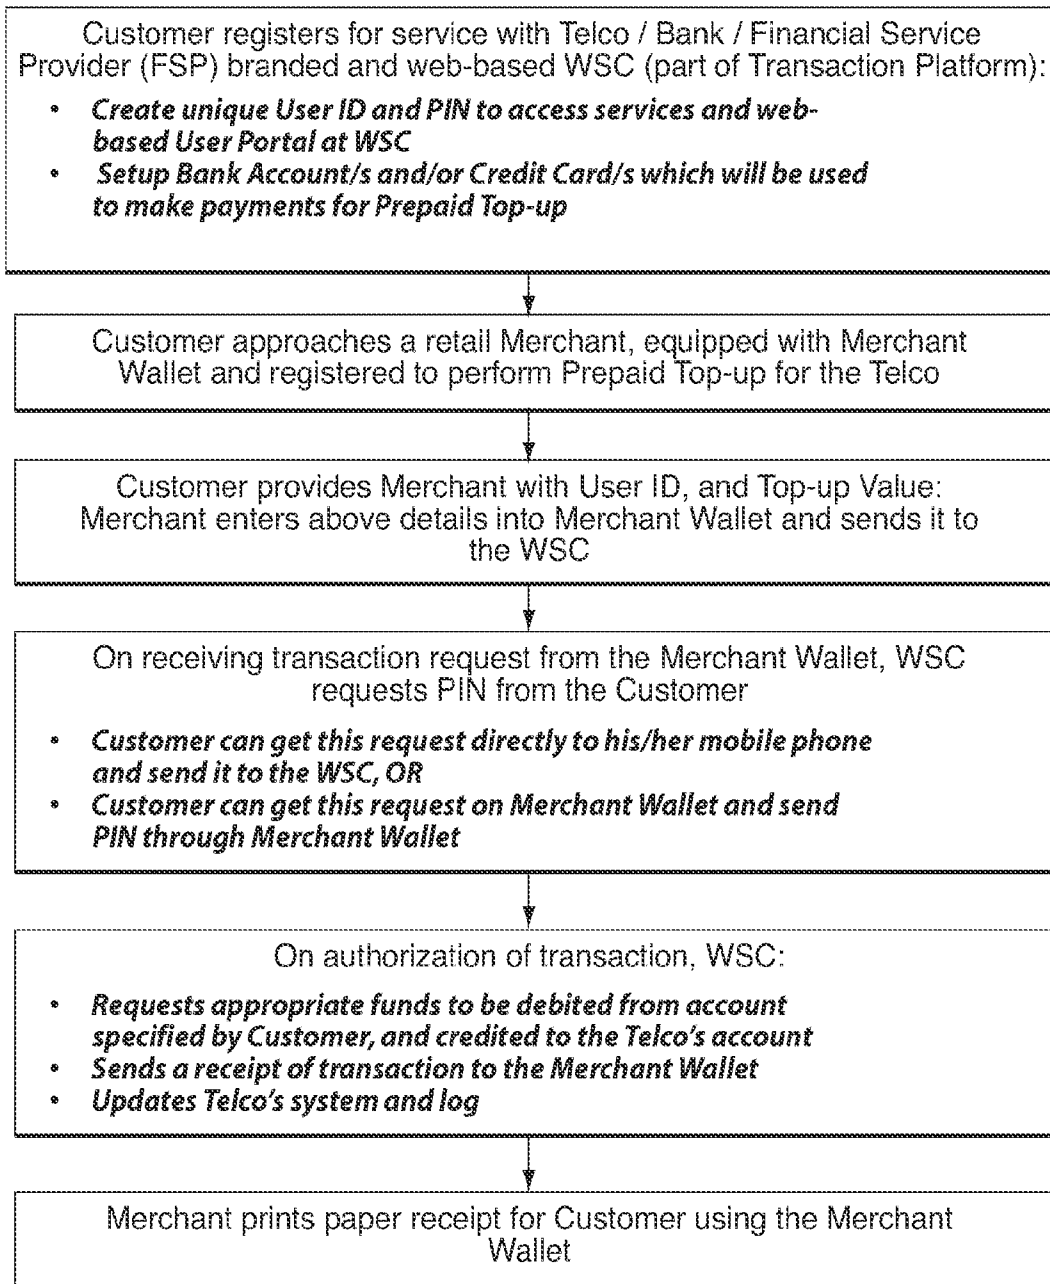 Customer registers for service with Telco / Bank / Financial Service
Provider (FSP) branded and web-based WSC (part of Transaction Platform):
• Create unique User ID and PIN to access services and web-
based User Portal at WSC
• Setup Bank Account/s and/or Credit Card/s which will be used
to make payments for Prepaid Top-up
Customer approaches a retail Merchant, equipped with Merchant
Wallet and registered to perform Prepaid Top-up for the Telco
Customer provides Merchant with User ID, and Top-up Value:
Merchant enters above details into Merchant Wallet and sends it to
the WSC
On receiving transaction request from the Merchant Wallet, WSC
requests PIN from the Customer
• Customer can get this request directly to his/her mobile phone
and send it to the WSC, OR
• Customer can get this request on Merchant Wallet and send
PIN through Merchant Wallet
On authorization of transaction, WSC:
• Requests appropriate funds to be debited from account
specified by Customer, and credited to the Telco's account
• Sends a receipt of transaction to the Merchant Wallet
• Updates Telco's system and log
Merchant prints paper receipt for Customer using the Merchant
Wallet